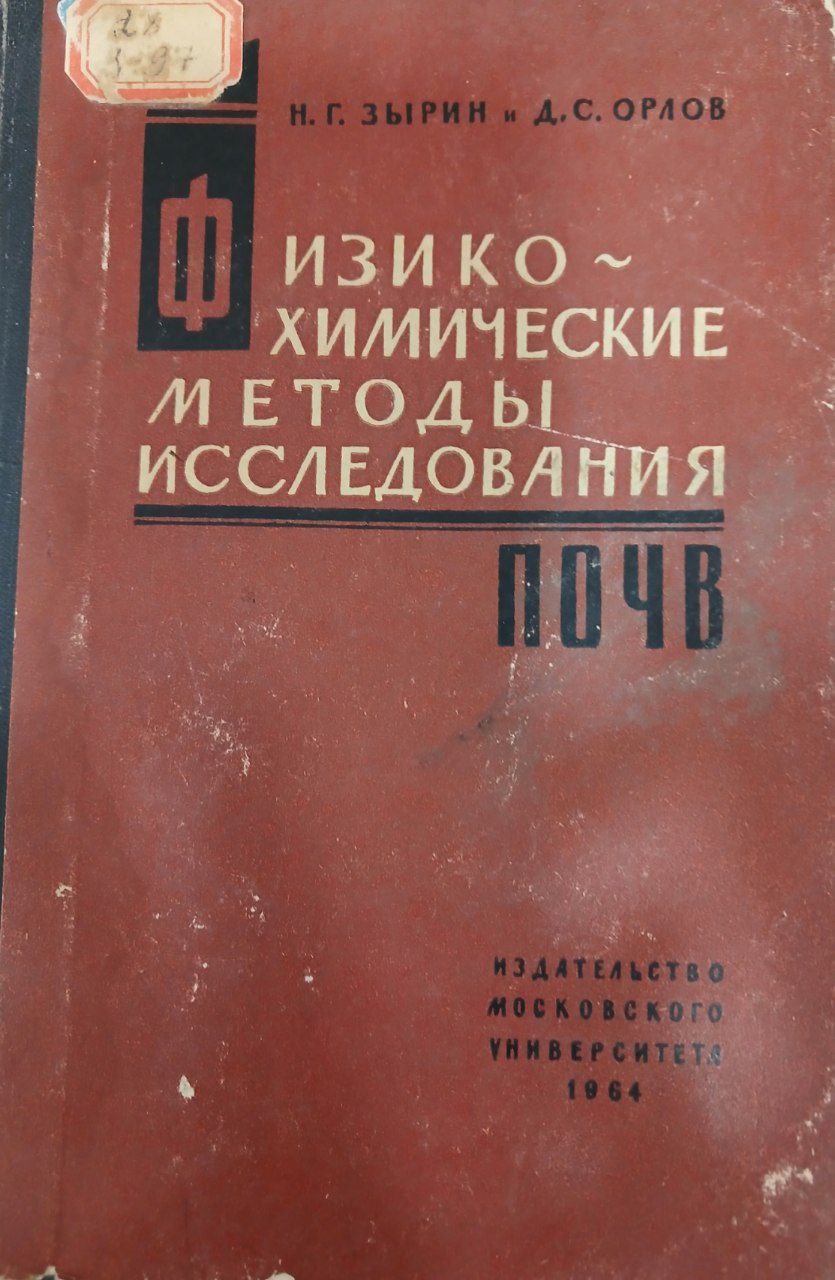 Н. Г. ЗЫРИН и Д. С. ОРЛОВ
ФИЗИКО~
ХИМИЧЕСКИЕ
МЕТОДЫ
ИССЛЕДОВАНИЯ
ПОЧВ
ИЗДАТЕЛЬСТВО
МОСКОВСКОГО
УНИВЕРСИТЕТА
1964